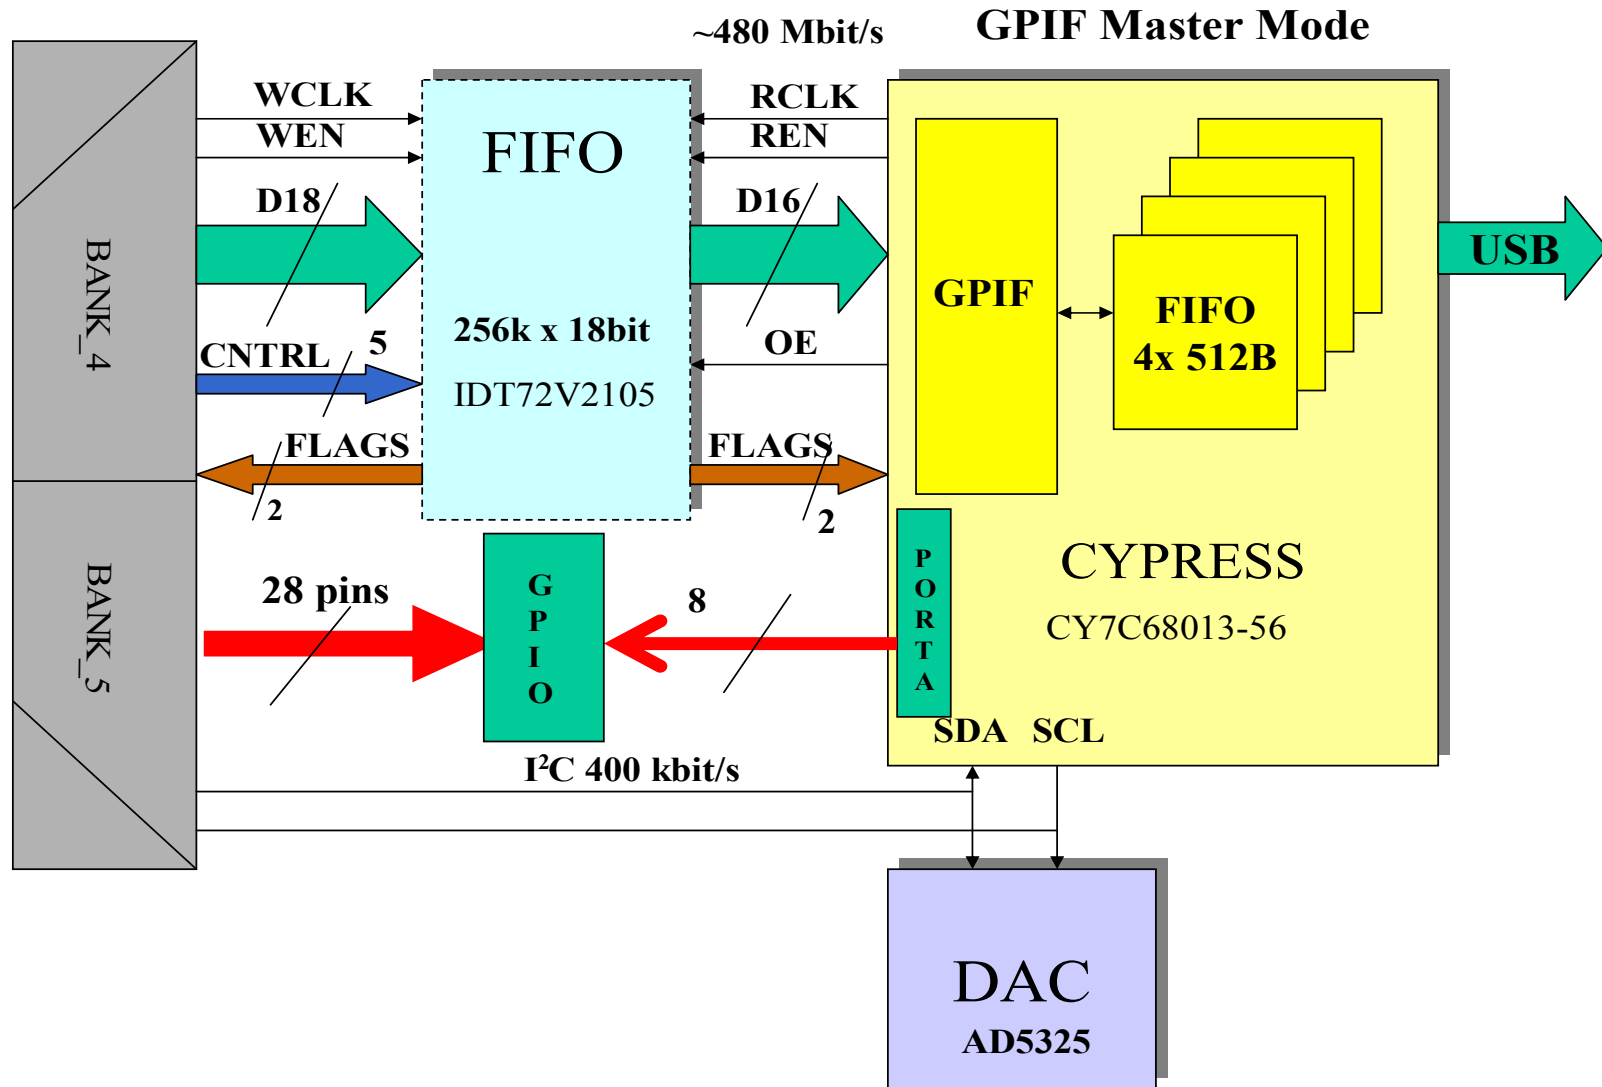 ~480 Mbit/s
GPIF Master Mode
WCLK
WEN
D18
BANK_4
CNTRL
5
FLAGS
2
FIFO
256k x 18bit
IDT72V2105
RCLK
REN
D16
OE
FLAGS
2
GPIF
FIFO
4x 512B
USB
CYPRESS
CY7C68013-56
PORTA
SDA
SCL
BANK_5
28 pins
GPIO
8
I²C 400 kbit/s
DAC
AD5325